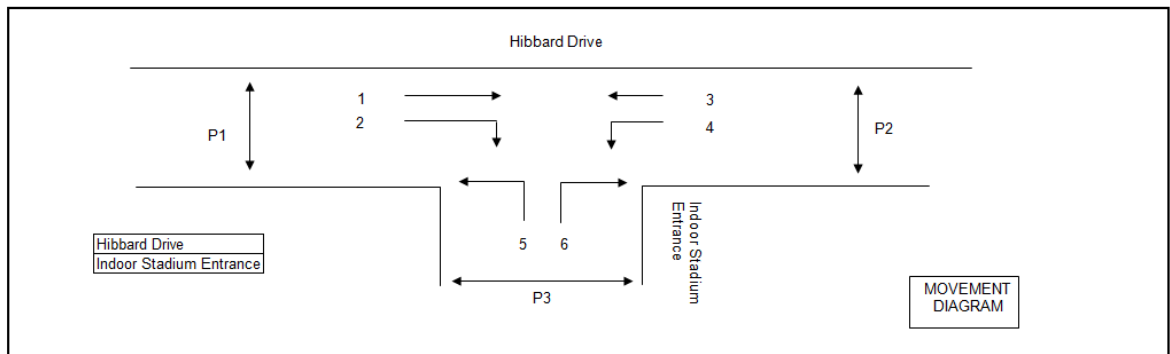 Hibbard Drive
1
3
2
4
P1
P2
5
6
Indoor Stadium
Entrance
P3
Hibbard Drive
Indoor Stadium Entrance
MOVEMENT
DIAGRAM